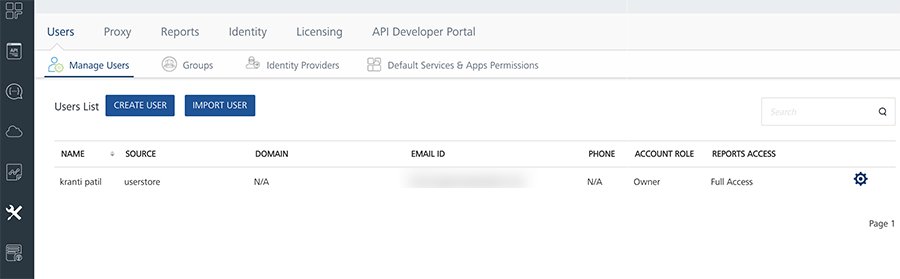 Users Proxy Reports Identity Licensing API Developer Portal
Manage Users Groups Identity Providers Default Services & Apps Permissions
Users List CREATE USER IMPORT USER Search
NAME SOURCE DOMAIN EMAIL ID PHONE ACCOUNT ROLE REPORTS ACCESS
kranti patil userstore N/A N/A Owner Full Access
Page 1
API